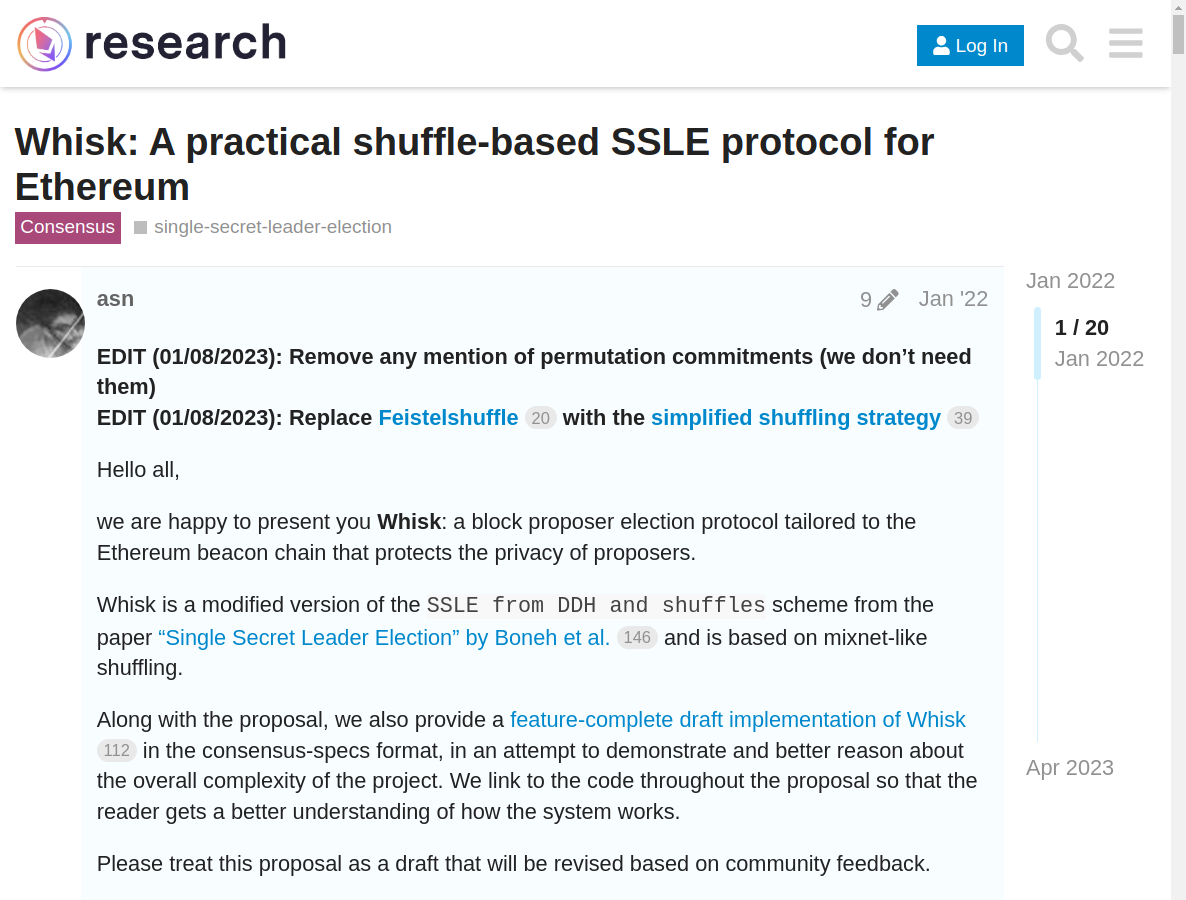 research
Log In
Whisk: A practical shuffle-based SSLE protocol for
Ethereum
Consensus single-secret-leader-election
asn 9 Jan '22
Jan 2022
1 / 20
Jan 2022
Apr 2023
EDIT (01/08/2023): Remove any mention of permutation commitments (we don’t need
them)
EDIT (01/08/2023): Replace Feistelshuffle 20 with the simplified shuffling strategy 39
Hello all,
we are happy to present you Whisk: a block proposer election protocol tailored to the
Ethereum beacon chain that protects the privacy of proposers.
Whisk is a modified version of the SSLE from DDH and shuffles scheme from the
paper “Single Secret Leader Election” by Boneh et al. 146 and is based on mixnet-like
shuffling.
Along with the proposal, we also provide a feature-complete draft implementation of Whisk
112 in the consensus-specs format, in an attempt to demonstrate and better reason about
the overall complexity of the project. We link to the code throughout the proposal so that the
reader gets a better understanding of how the system works.
Please treat this proposal as a draft that will be revised based on community feedback.